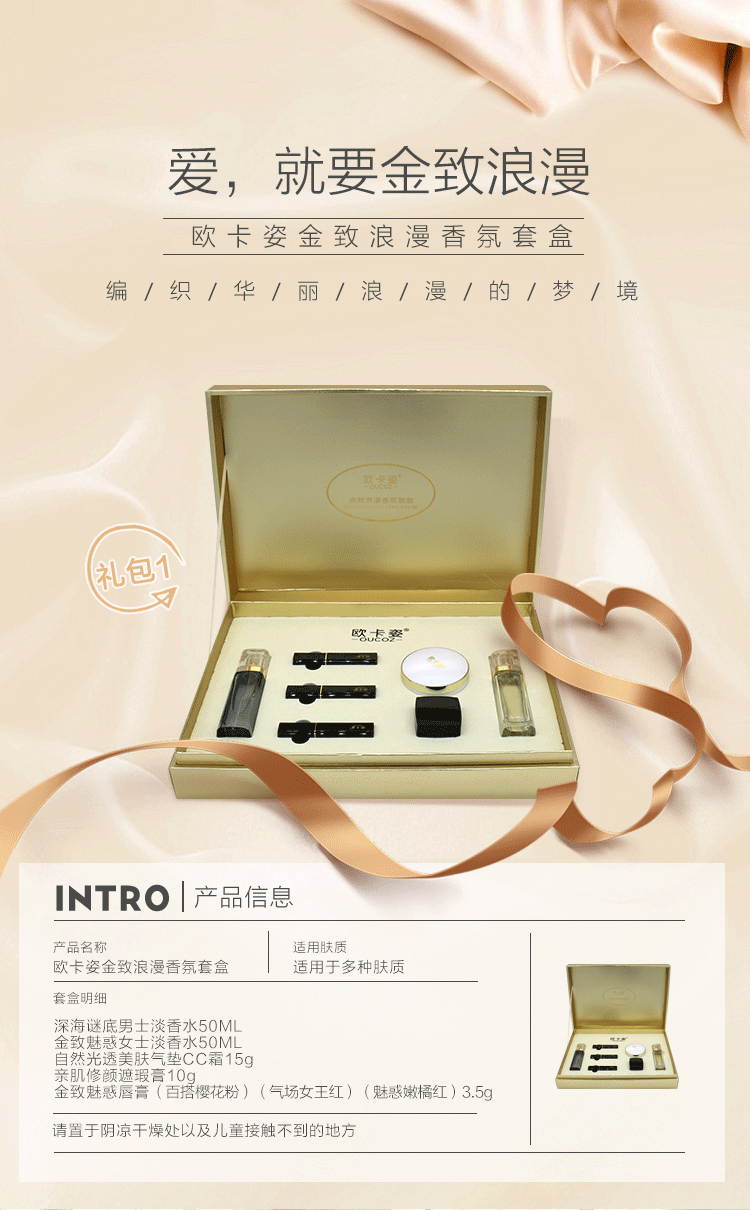 爱，就要金致浪漫
欧卡姿金致浪漫香氛套盒
编/织/华/丽/浪/漫/的/梦/境
欧卡姿®
OUCOZ
礼包1
欧卡姿®
OUCOZ
INTRO 产品信息
产品名称
欧卡姿金致浪漫香氛套盒
适用肤质
适用于多种肤质
套盒明细
深海谜底男士淡香水50ML
金致魅惑女士淡香水50ML
自然光透美肤气垫CC霜15g
亲肌修颜遮瑕膏10g
金致魅惑唇膏（百搭樱花粉）（气场女王红）（魅惑嫩橘红）3.5g
请置于阴凉干燥处以及儿童接触不到的地方